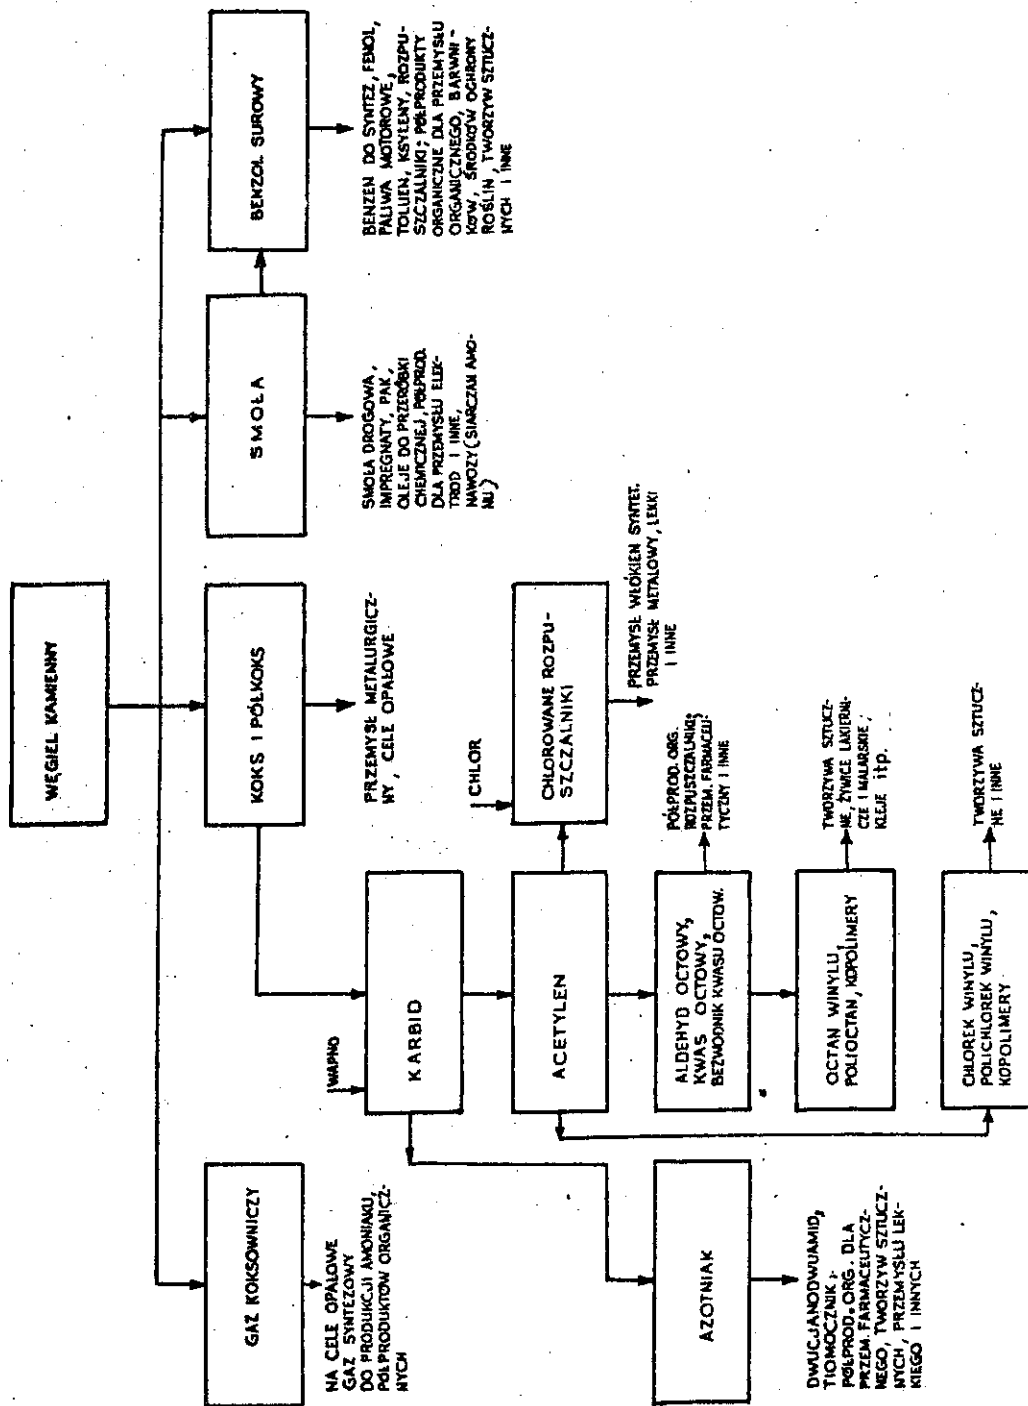 WĘGIEL KAMIENNY
GAZ KOKSOWNICZY
NA CELE OPAŁOWE
GAZ SYNTEZOWY
DO PRODUKCJI AMONIAKU,
PÓŁPRODUKTÓW ORGANICZ-
NYCH
KOKS I PÓŁKOKS
PRZEMYSŁ METALURGICZ-
NY, CELE OPAŁOWE
SMOŁA
SMOŁA DROGOWA,
IMPREGNATY, PAK,
OLEJE DO PRZERÓBKI
CHEMICZNEJ, PÓŁPROD.
DLA PRZEMYSŁU ELEK-
TROD I INNE,
NAWOZY (SIARCZAN AMO-
NU)
BENZOL SUROWY
BENZEN DO SYNTEZ, FENOL,
PALIWA MOTOROWE,
TOLUEN, KSYLENY, ROZPU-
SZCZALNIKI; PÓŁPRODUKTY
ORGANICZNE DLA PRZEMYSŁU
ORGANICZNEGO, BARWNI-
KÓW, ŚRODKÓW OCHRONY
ROŚLIN, TWORZYW SZTUCZ-
NYCH I INNE
WAPNO
KARBID
CHLOR
ACETYLEN
CHLOROWANE ROZPU-
SZCZALNIKI
PRZEMYSŁ WŁÓKIEN SYNTET.
PRZEMYSŁ METALOWY, LEKKI
I INNE
AZOTNIAK
DWUCJANODWUAMID,
TIOMOCZNIK,
PÓŁPROD. ORG. DLA
PRZEM. FARMACEUTYCZ-
NEGO, TWORZYW SZTUCZ-
NYCH, PRZEMYSŁU LEK-
KIEGO I INNYCH
ALDEHYD OCTOWY,
KWAS OCTOWY,
BEZWODNIK KWASU OCTOW.
PÓŁPROD. ORG.
ROZPUSZCZALNIKI,
PRZEM. FARMACEU-
TYCZNY I INNE
OCTAN WINYLU,
POLIOCTAN, KOPOLIMERY
TWORZYWA SZTUCZ-
NE, ŻYWICE LAKIERNI-
CZE I MALARSKIE,
KLEJE itp.
CHLOREK WINYLU,
POLICHLOREK WINYLU,
KOPOLIMERY
TWORZYWA SZTUCZ-
NE I INNE